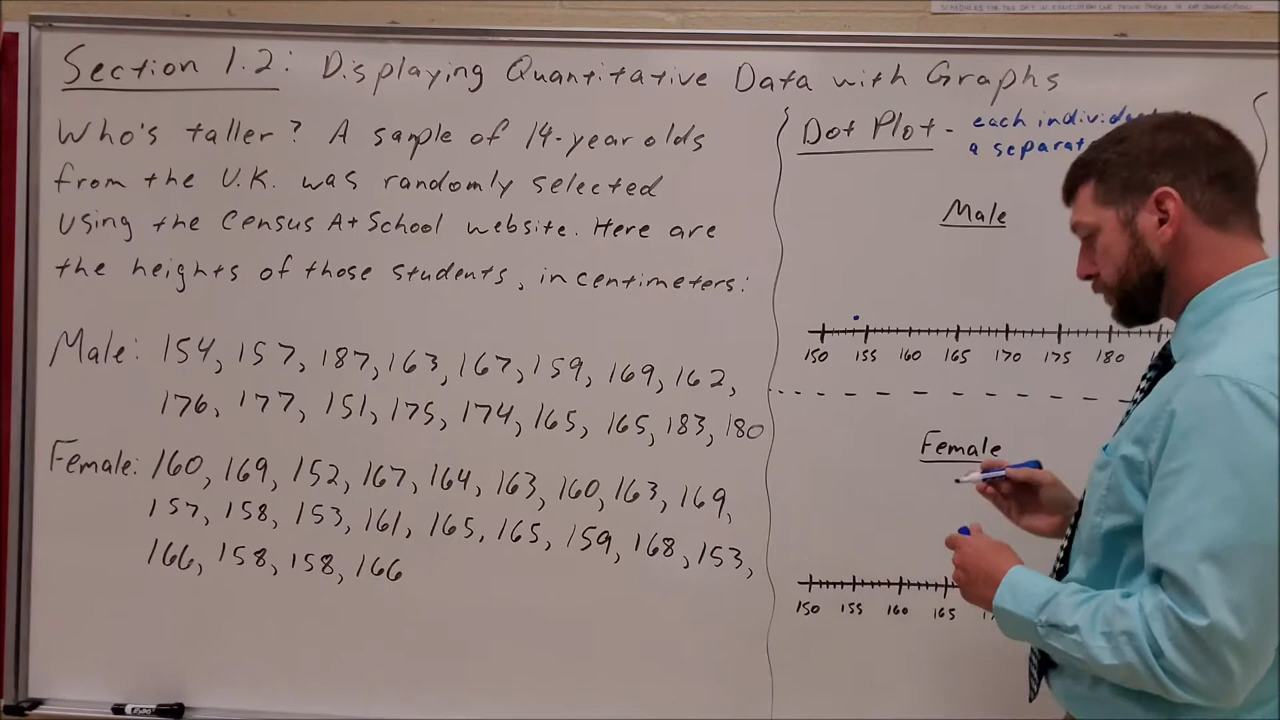 Section 1.2: Displaying Quantitative Data with Graphs
Who's taller? A sample of 14-year olds
from the U.K. was randomly selected
using the Census At School website. Here are
the heights of those students, in centimeters:
Male: 154, 157, 187, 163, 167, 159, 169, 162,
176, 177, 151, 175, 174, 165, 165, 183, 180
Female: 160, 169, 152, 167, 164, 163, 160, 163, 169,
157, 158, 153, 161, 165, 165, 159, 168, 153,
166, 158, 158, 166
Dot Plot - each
a
Male
150 155 160 165 170 175 180
Female
150 155 160 165
EXPO